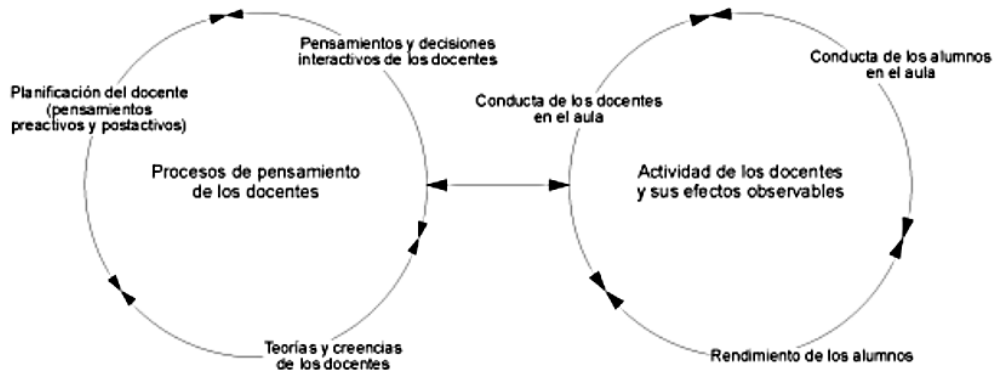 Pensamientos y decisiones
interactivos de los docentes
Planificación del docente
(pensamientos
preactivos y postactivos)
Procesos de pensamiento
de los docentes
Teorías y creencias
de los docentes
Conducta de los alumnos
en el aula
Conducta de los docentes
en el aula
Actividad de los docentes
y sus efectos observables
Rendimiento de los alumnos